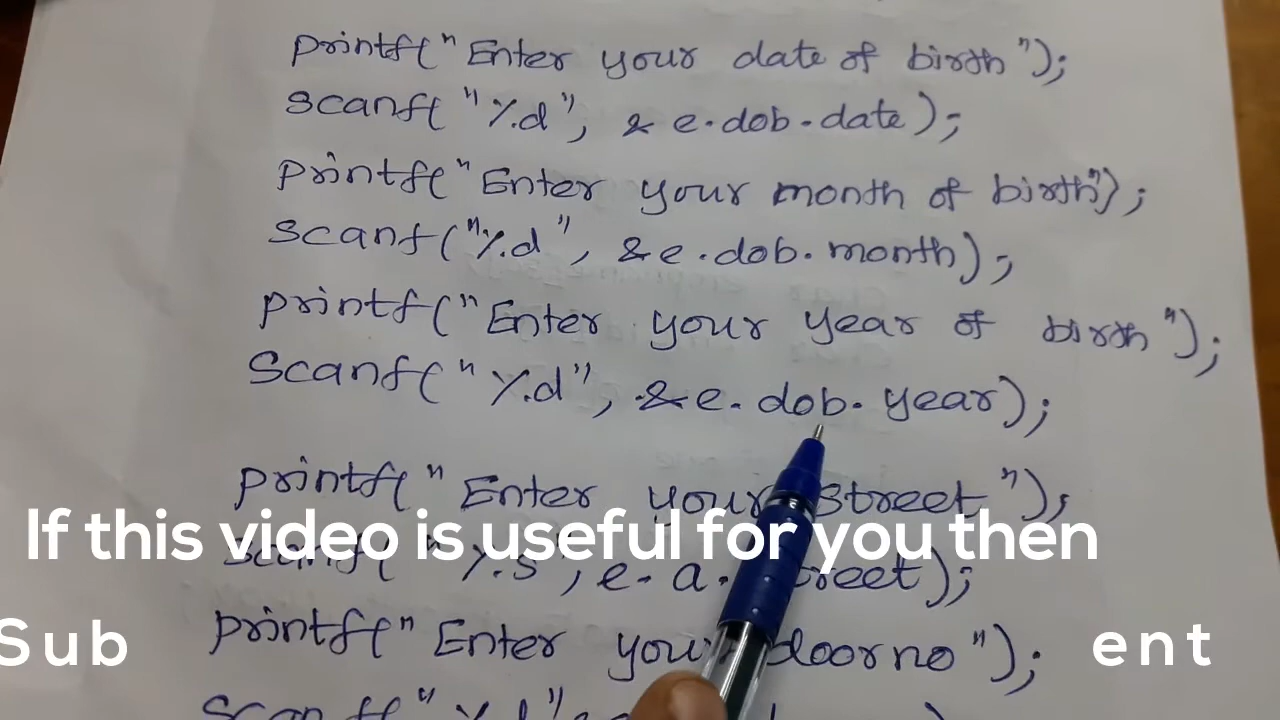 printf("Enter your date of birth");
scanf("%d", &e.dob.date);
printf("Enter your month of birth");
scanf("%d", &e.dob.month);
printf("Enter your year of birth");
Scanf("%d", &e.dob.year);
printf("Enter your street");
If this video is useful for you then
scanf("%s", e.a.street);
Sub ent
printf("Enter your doorno");